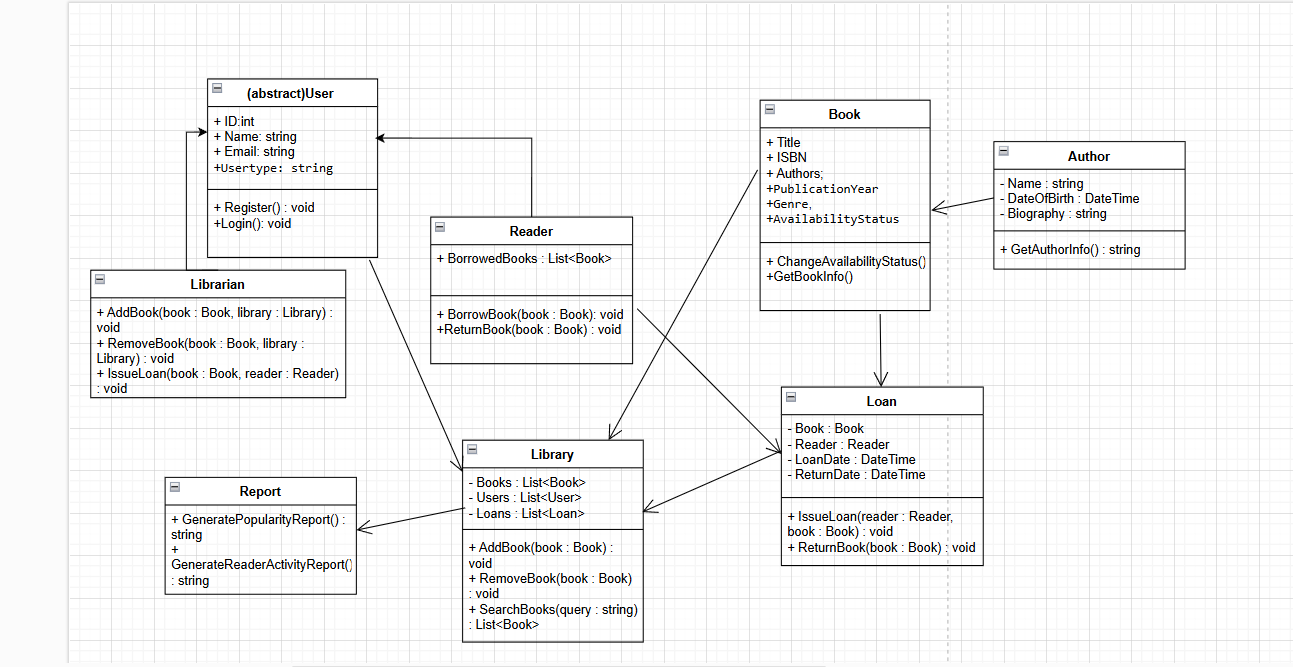 (abstract)User
+ ID:int
+ Name: string
+ Email: string
+Usertype: string
+ Register() : void
+Login(): void
Librarian
+ AddBook(book : Book, library : Library) :
void
+ RemoveBook(book : Book, library :
Library) : void
+ IssueLoan(book : Book, reader : Reader)
: void
Reader
+ BorrowedBooks : List<Book>
+ BorrowBook(book : Book): void
+ReturnBook(book : Book) : void
Book
+ Title
+ ISBN
+ Authors;
+PublicationYear
+Genre,
+AvailabilityStatus
+ ChangeAvailabilityStatus()
+GetBookInfo()
Author
- Name : string
- DateOfBirth : DateTime
- Biography : string
+ GetAuthorInfo() : string
Loan
- Book : Book
- Reader : Reader
- LoanDate : DateTime
- ReturnDate : DateTime
+ IssueLoan(reader : Reader,
book : Book) : void
+ ReturnBook(book : Book) : void
Library
- Books : List<Book>
- Users : List<User>
- Loans : List<Loan>
+ AddBook(book : Book) :
void
+ RemoveBook(book : Book)
: void
+ SearchBooks(query : string)
: List<Book>
Report
+ GeneratePopularityReport() :
string
+
GenerateReaderActivityReport()
: string